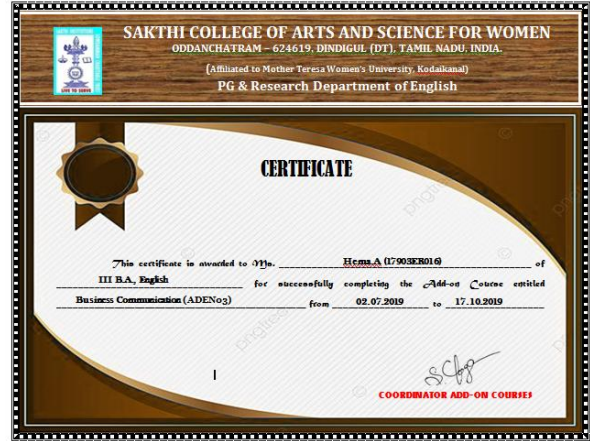 SAKTHI COLLEGE OF ARTS AND SCIENCE FOR WOMEN
ODDANCHATRAM – 624619, DINDIGUL (DT), TAMIL NADU. INDIA.
(Affiliated to Mother Teresa Women's University, Kodaikanal)
PG & Research Department of English
LIVE TO SERVE
CERTIFICATE
This certificate is awarded to Ms. Hema.A (17903ER016) of
III B.A., English for successfully completing the Add-on Course entitled
Business Communication (ADEN03) from 02.07.2019 to 17.10.2019
COORDINATOR ADD-ON COURSES